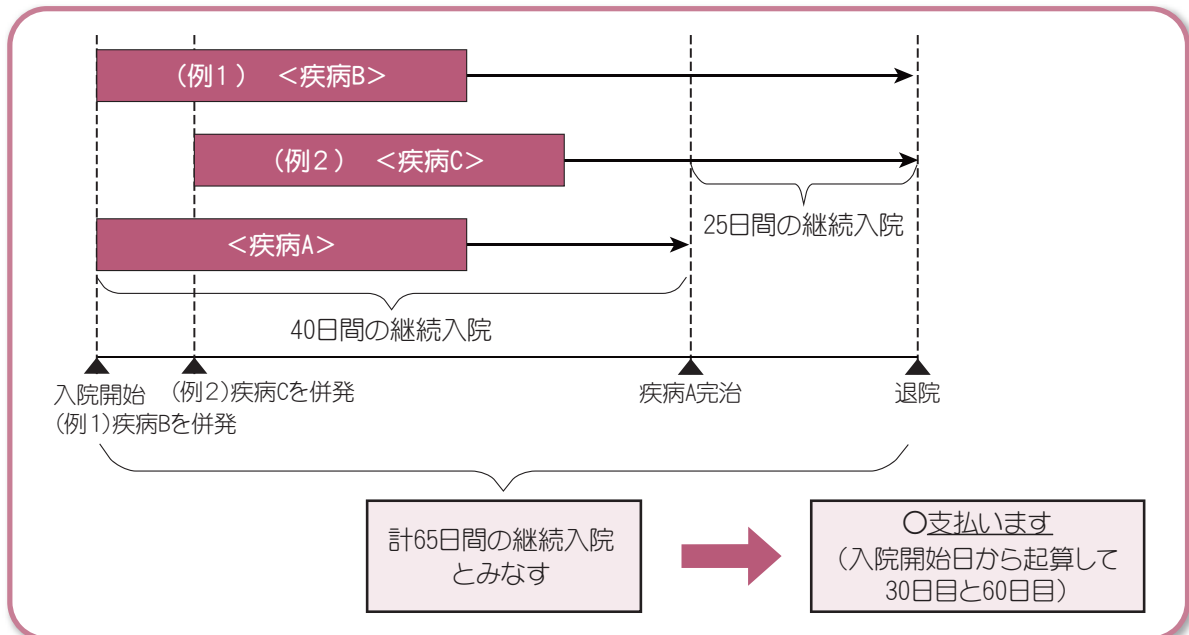 (例1) <疾病B>
(例2) <疾病C>
25日間の継続入院
<疾病A>
40日間の継続入院
入院開始
(例1)疾病Bを併発
(例2)疾病Cを併発
疾病A完治
退院
計65日間の継続入院
とみなす
○支払います
(入院開始日から起算して
30日目と60日目)